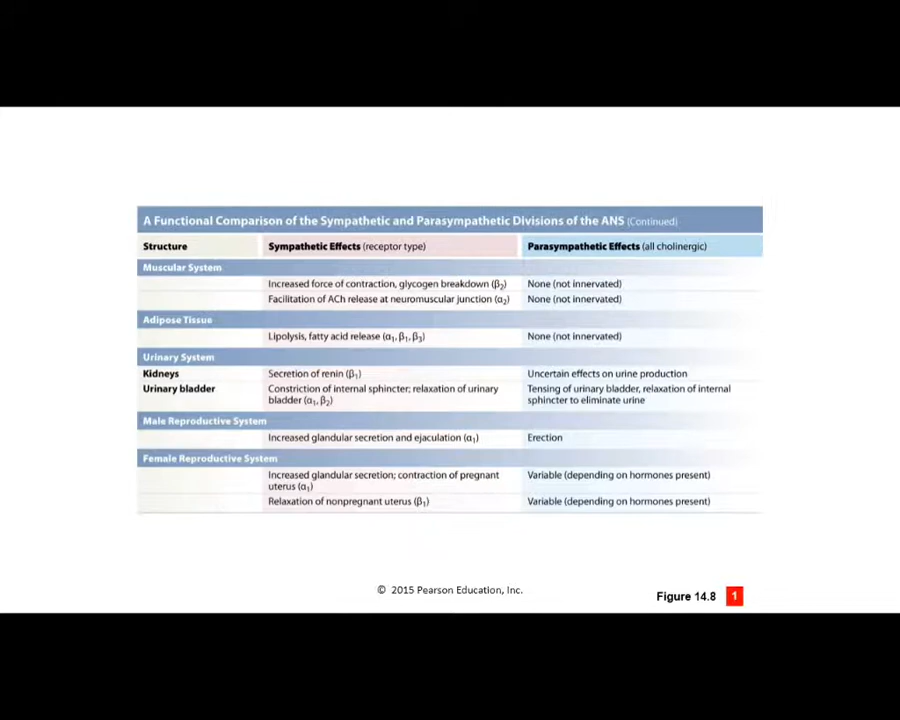 A Functional Comparison of the Sympathetic and Parasympathetic Divisions of the ANS (Continued)
Structure Sympathetic Effects (receptor type) Parasympathetic Effects (all cholinergic)
Muscular System
Increased force of contraction, glycogen breakdown (β₂) None (not innervated)
Facilitation of ACh release at neuromuscular junction (α₂) None (not innervated)
Adipose Tissue
Lipolysis, fatty acid release (α₁, β₁, β₃) None (not innervated)
Urinary System
Kidneys Secretion of renin (β₁) Uncertain effects on urine production
Urinary bladder Constriction of internal sphincter; relaxation of urinary Tensing of urinary bladder, relaxation of internal
bladder (α₁, β₂) sphincter to eliminate urine
Male Reproductive System
Increased glandular secretion and ejaculation (α₁) Erection
Female Reproductive System
Increased glandular secretion; contraction of pregnant Variable (depending on hormones present)
uterus (α₁)
Relaxation of nonpregnant uterus (β₁) Variable (depending on hormones present)
© 2015 Pearson Education, Inc.
Figure 14.8 1